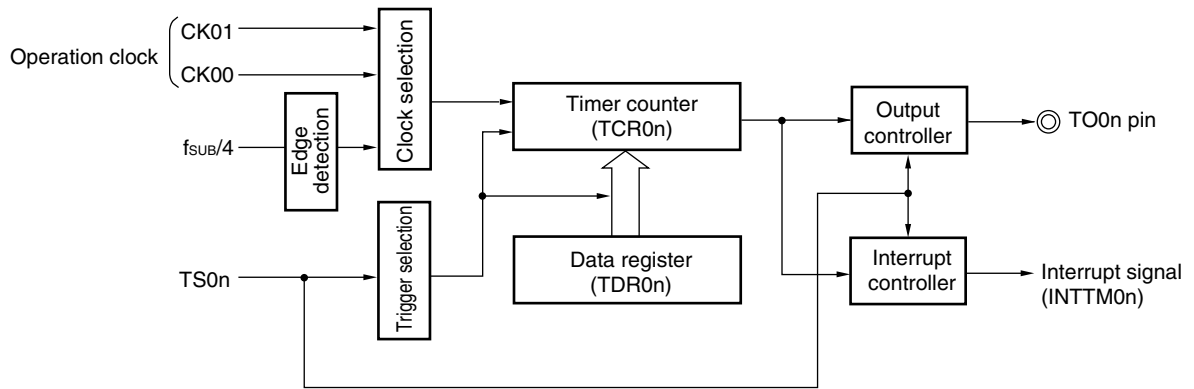 Operation clock
CK01
CK00
fSUB/4
Edge
detection
Clock selection
TS0n
Trigger selection
Timer counter
(TCR0n)
Data register
(TDR0n)
Output
controller
TO0n pin
Interrupt
controller
Interrupt signal
(INTTM0n)